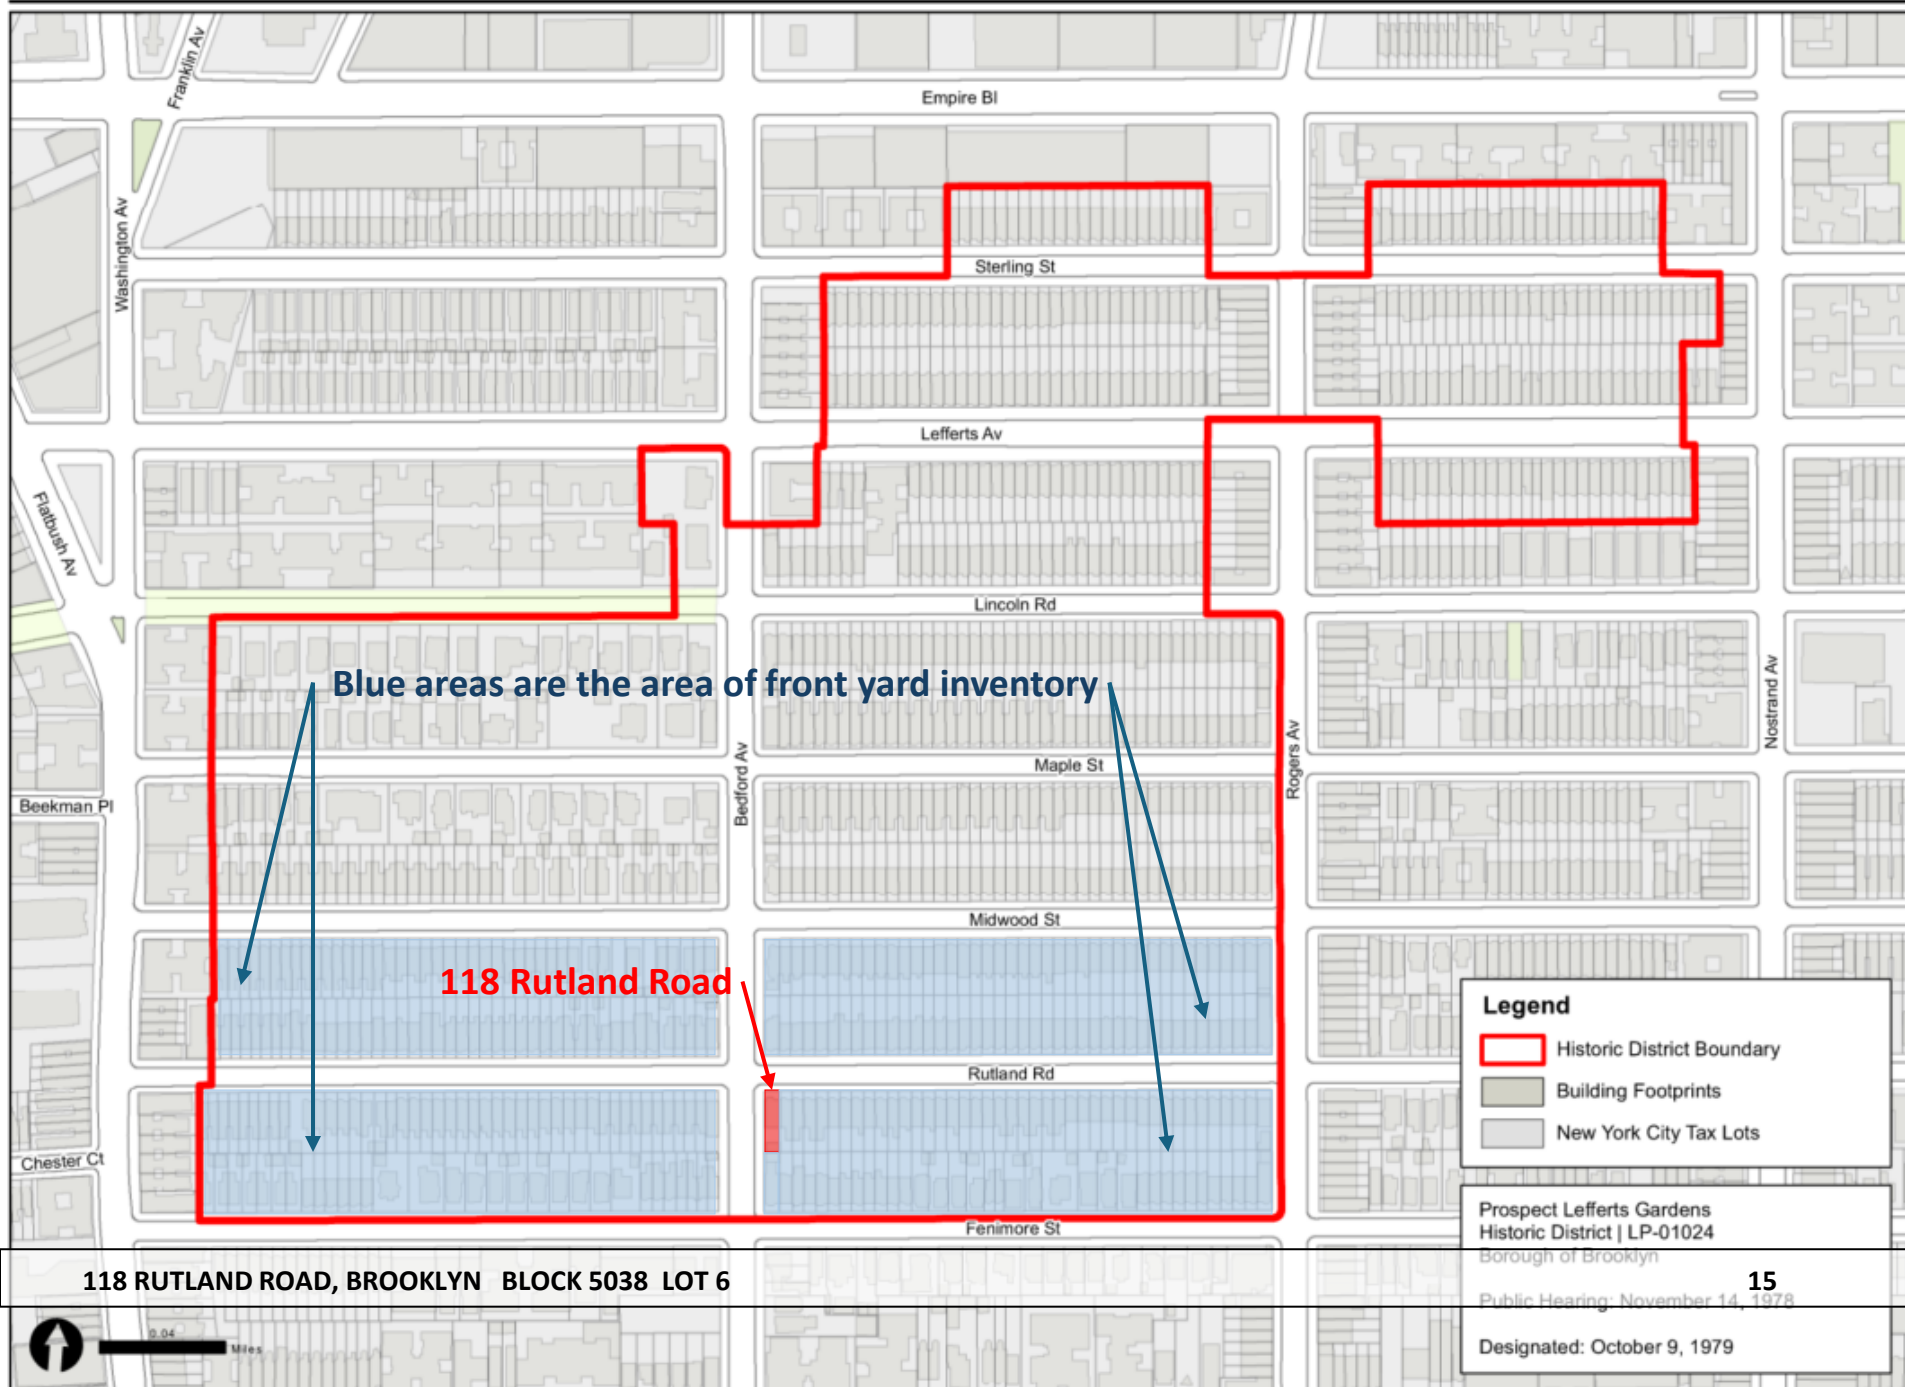 Franklin Av
Empire Bl
Washington Av
Sterling St
Lefferts Av
Flatbush Av
Lincoln Rd
Blue areas are the area of front yard inventory
Bedford Av
Rogers Av
Nostrand Av
Maple St
Beekman Pl
Midwood St
118 Rutland Road
Legend
Historic District Boundary
Building Footprints
New York City Tax Lots
Rutland Rd
Chester Ct
Fenimore St
Prospect Lefferts Gardens
Historic District | LP-01024
Borough of Brooklyn
118 RUTLAND ROAD, BROOKLYN BLOCK 5038 LOT 6
15
Public Hearing: November 14, 1978
Designated: October 9, 1979
0.04
Miles